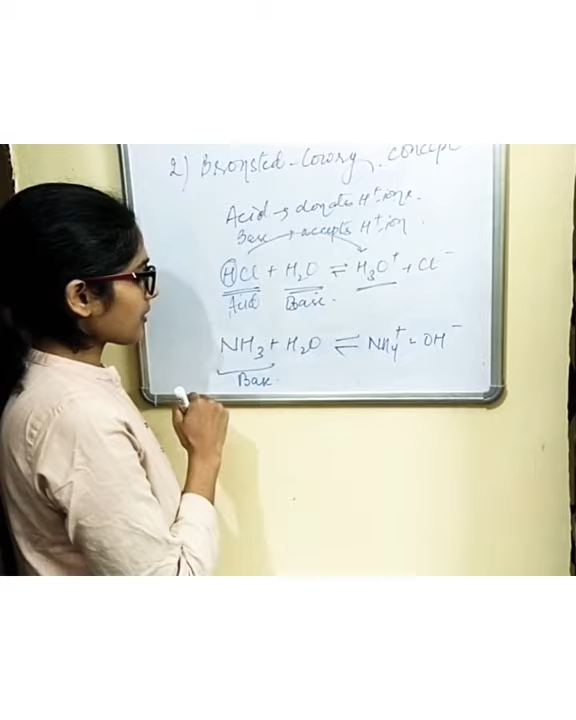 2) Bronsted-Lowry concept
Acid → donates H⁺ ions.
Base → accepts H⁺ ion
HCl + H₂O ⇌ H₃O⁺ + Cl⁻
Acid Base.
NH₃ + H₂O ⇌ NH₄⁺ + OH⁻
Base.